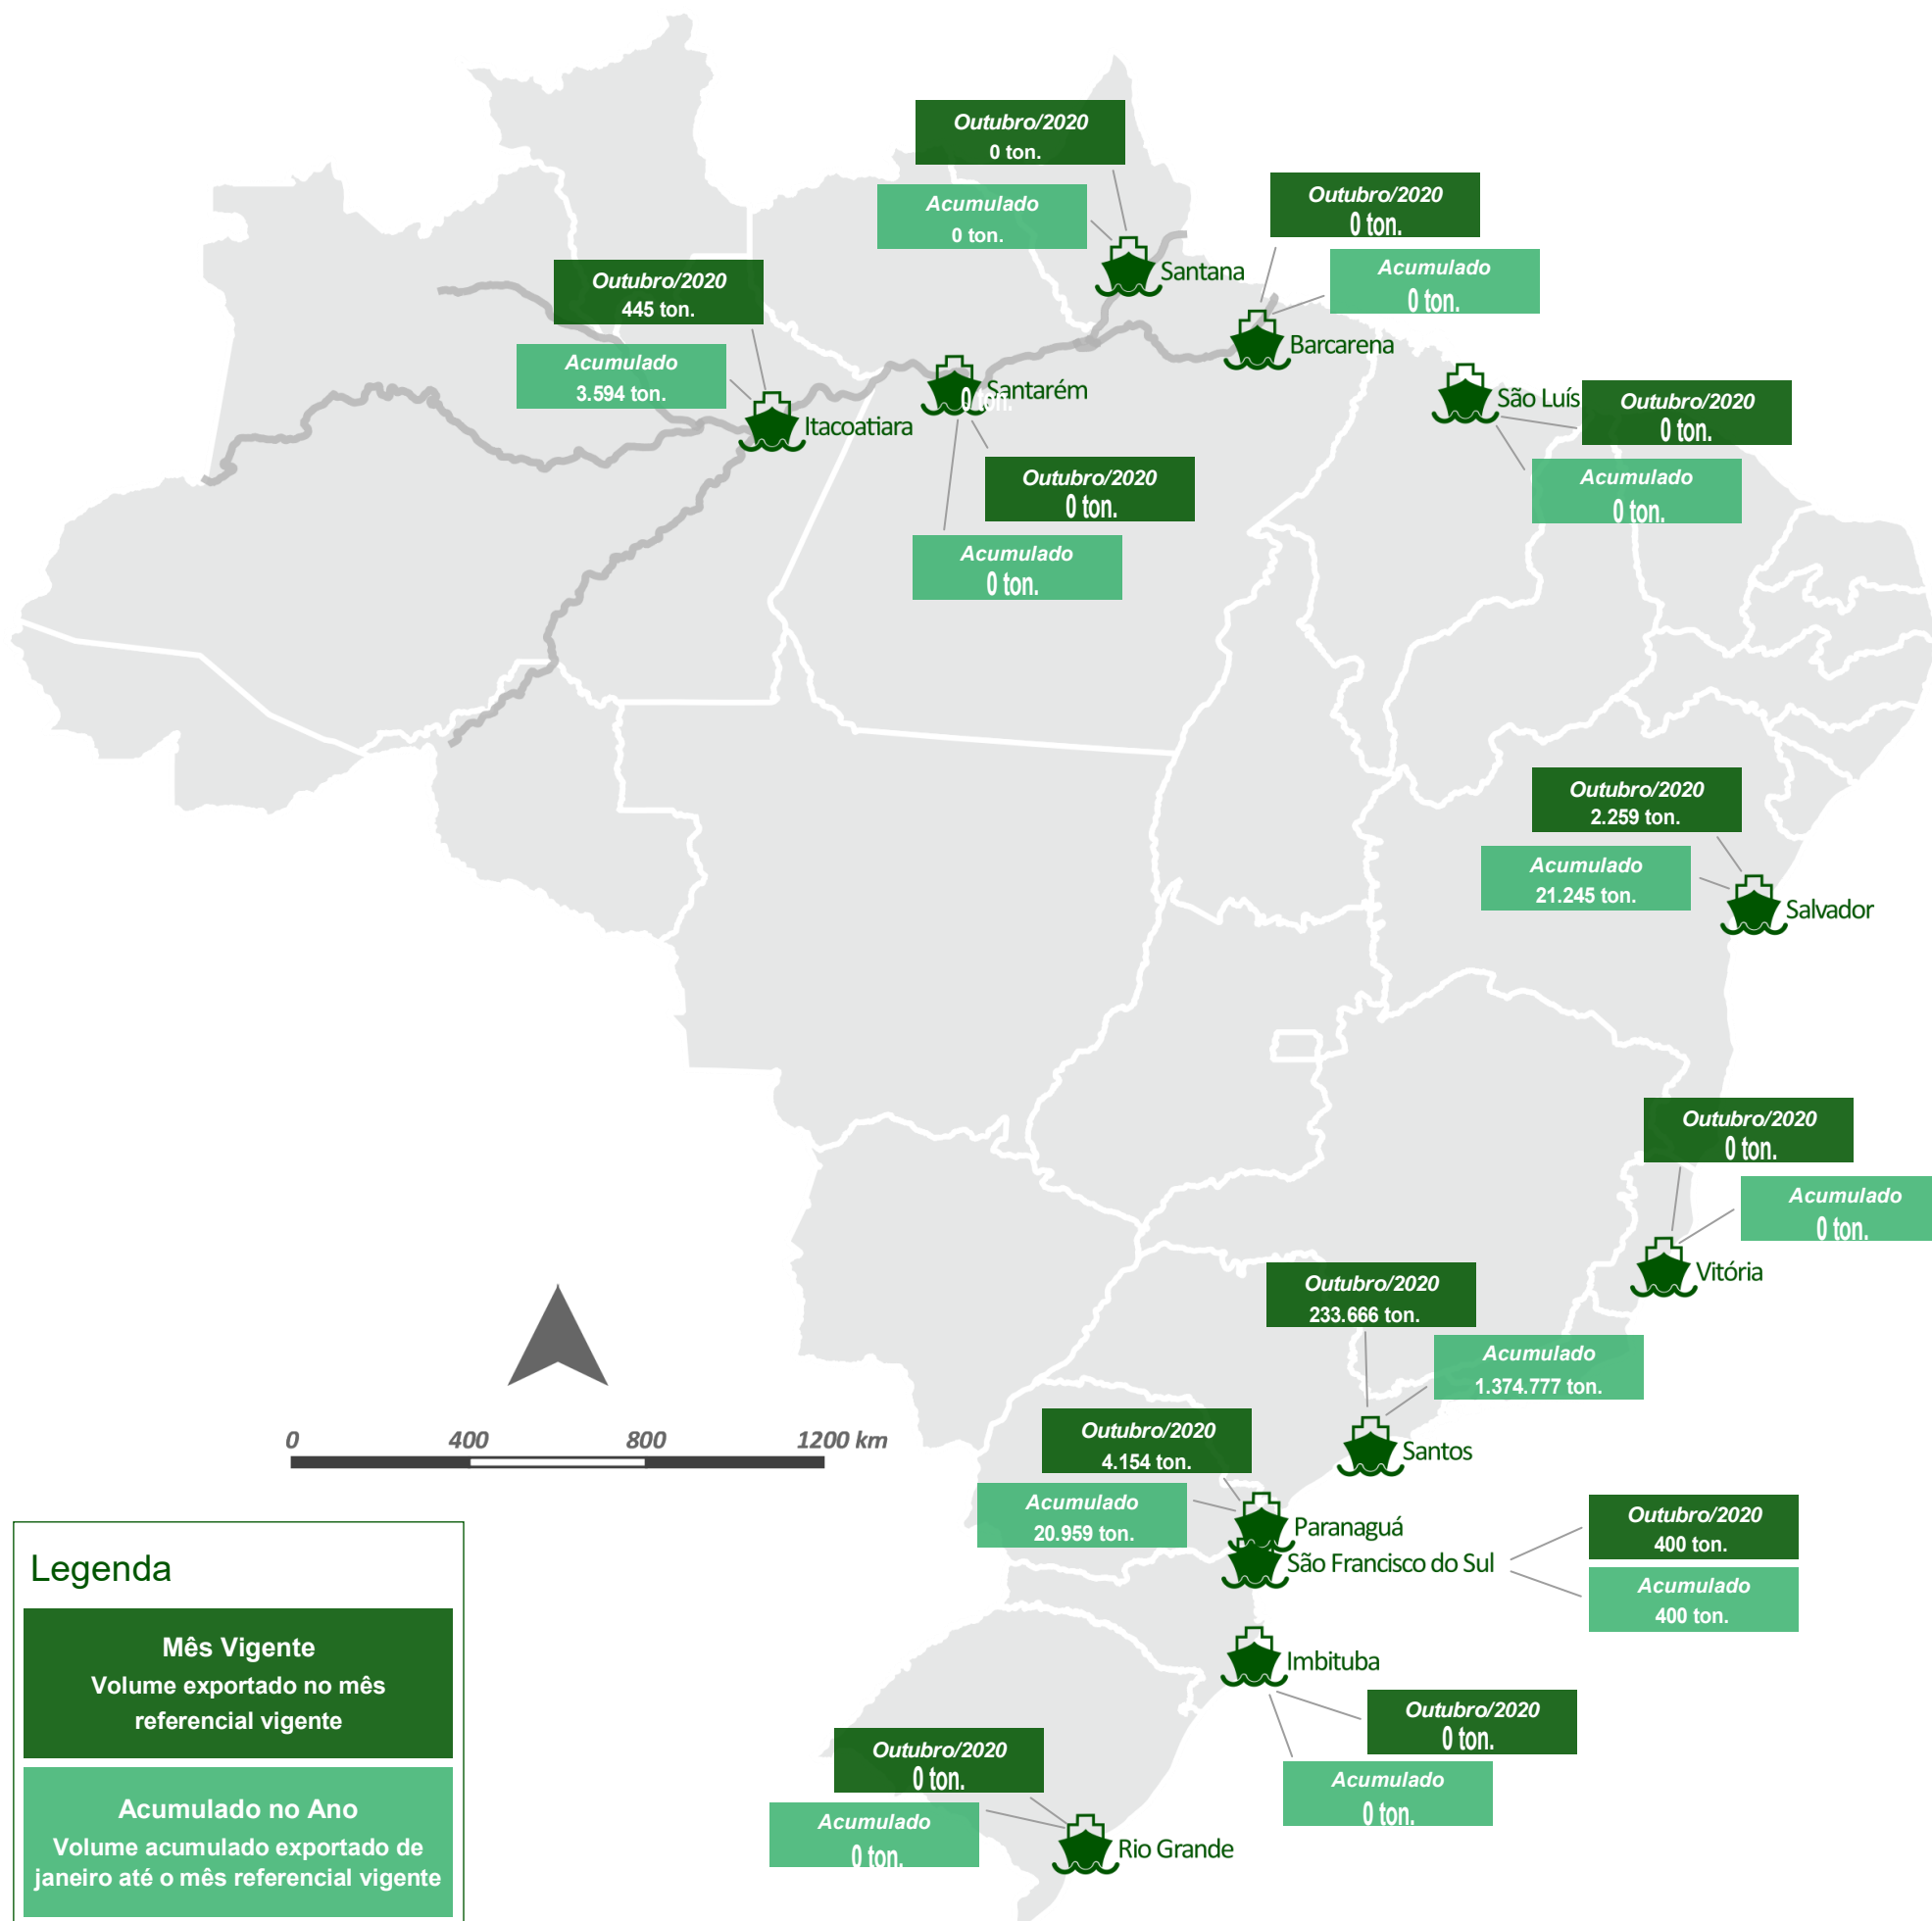 Outubro/2020
0 ton.
Acumulado
0 ton.
Santana
Outubro/2020
0 ton.
Acumulado
0 ton.
Barcarena
Outubro/2020
445 ton.
Acumulado
3.594 ton.
Itacoatiara
Santarém
0 ton.
Outubro/2020
0 ton.
Acumulado
0 ton.
São Luís
Outubro/2020
0 ton.
Acumulado
0 ton.
Outubro/2020
2.259 ton.
Acumulado
21.245 ton.
Salvador
Outubro/2020
0 ton.
Acumulado
0 ton.
Vitória
Outubro/2020
233.666 ton.
Acumulado
1.374.777 ton.
Santos
Outubro/2020
4.154 ton.
Acumulado
20.959 ton.
Paranaguá
São Francisco do Sul
Outubro/2020
400 ton.
Acumulado
400 ton.
Imbituba
Outubro/2020
0 ton.
Acumulado
0 ton.
Outubro/2020
0 ton.
Acumulado
0 ton.
Rio Grande
0 400 800 1200 km
Legenda
Mês Vigente
Volume exportado no mês
referencial vigente
Acumulado no Ano
Volume acumulado exportado de
janeiro até o mês referencial vigente